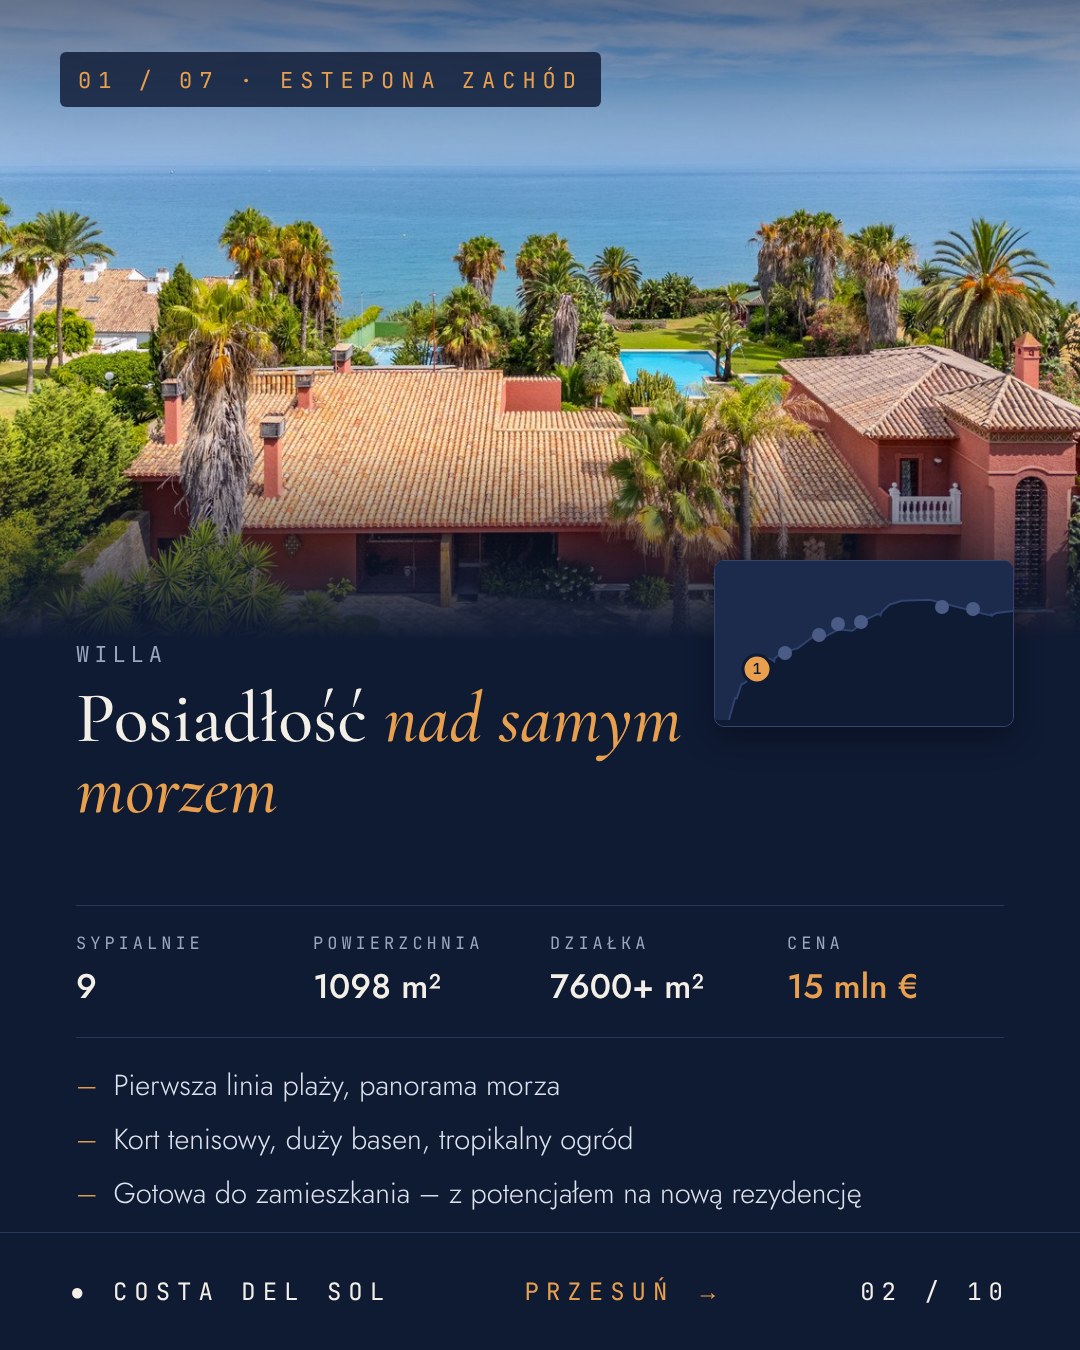 01 / 07 · ESTEPONA ZACHÓD
1
WILLA
Posiadłość nad samym
morzem
SYPIALNIE POWIERZCHNIA DZIAŁKA CENA
9 1098 m² 7600+ m² 15 mln €
— Pierwsza linia plaży, panorama morza
— Kort tenisowy, duży basen, tropikalny ogród
— Gotowa do zamieszkania — z potencjałem na nową rezydencję
• COSTA DEL SOL PRZESUŃ → 02 / 10